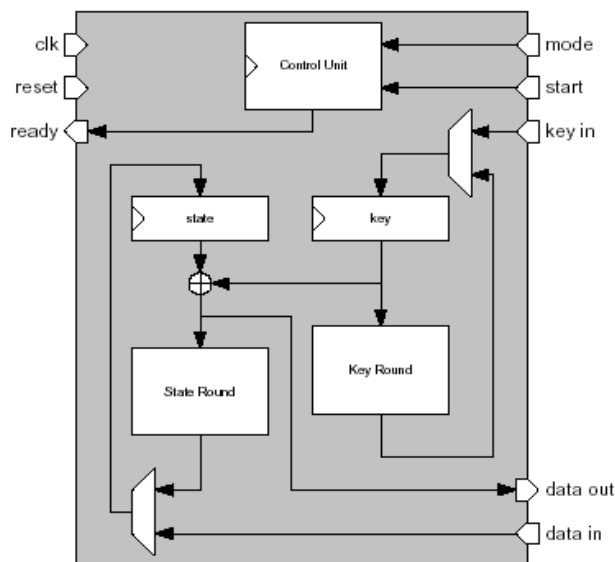 clk
mode
Control Unit
reset
start
ready
key in
state
key
State Round
Key Round
data out
data in